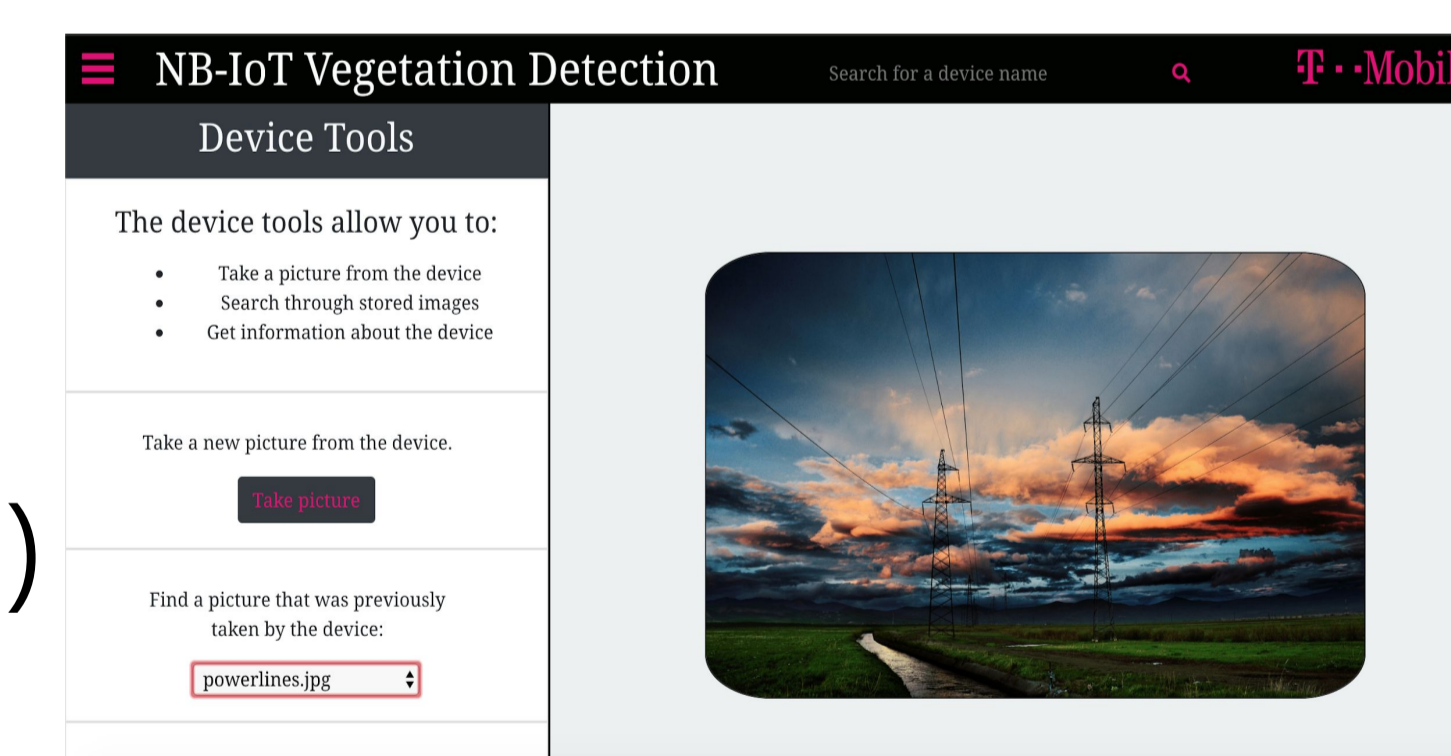 NB-IoT Vegetation Detection
Search for a device name
T··Mobil
Device Tools
The device tools allow you to:
• Take a picture from the device
• Search through stored images
• Get information about the device
Take a new picture from the device.
Take picture
)
Find a picture that was previously
taken by the device:
powerlines.jpg